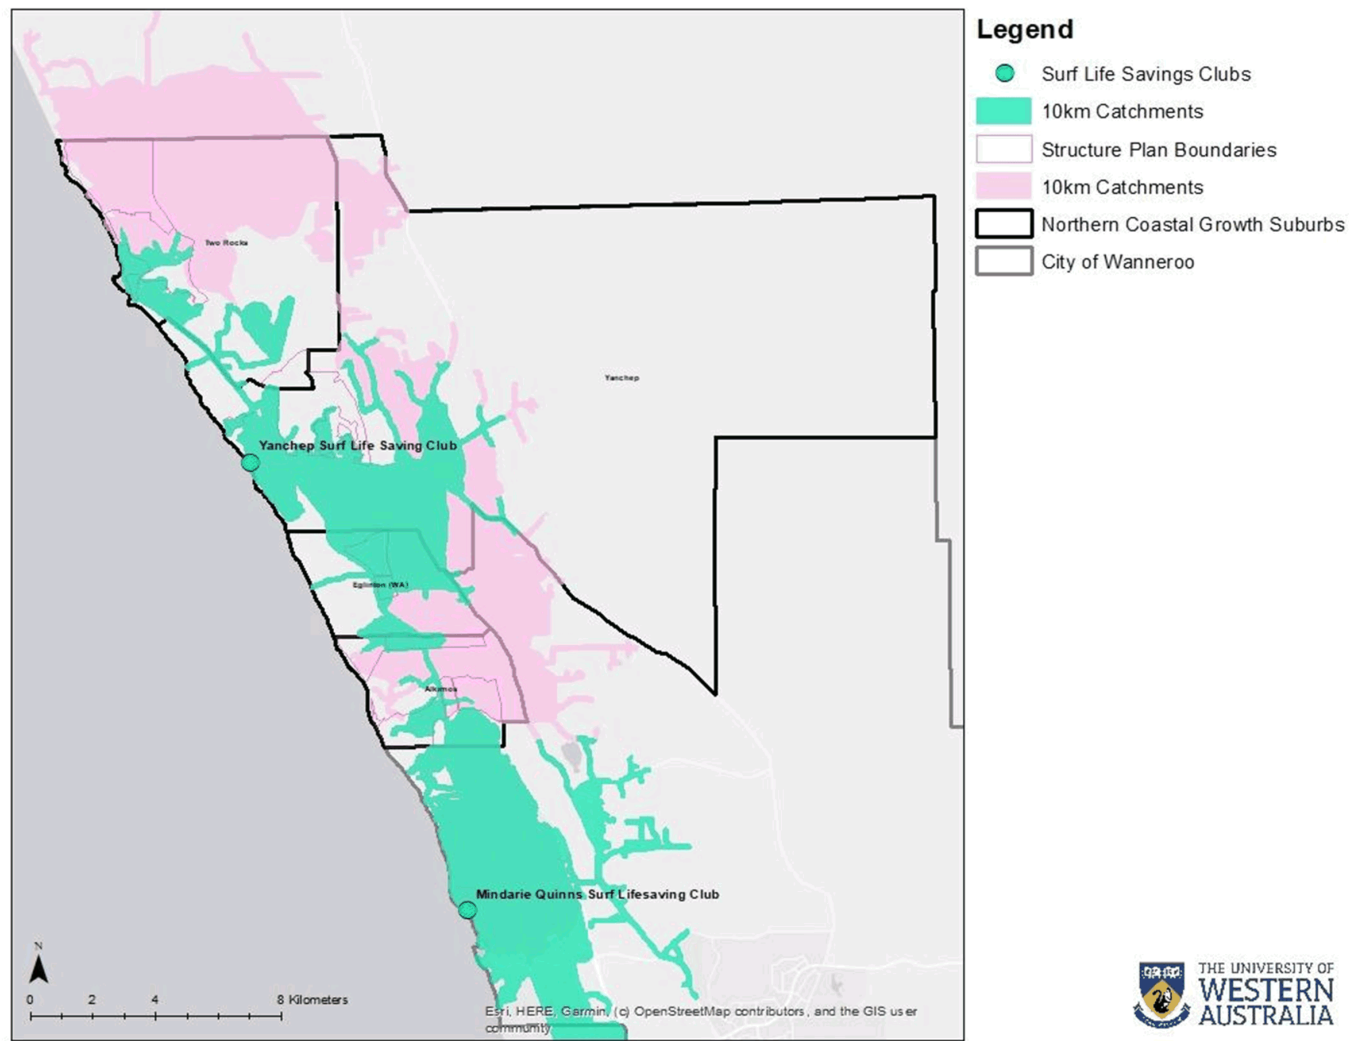 Legend
Surf Life Savings Clubs
10km Catchments
Structure Plan Boundaries
10km Catchments
Northern Coastal Growth Suburbs
City of Wanneroo
Two Rocks
Yanchep
Yanchep Surf Life Saving Club
Eglinton (WA)
Alkimos
Mindarie Quinns Surf Lifesaving Club
N
0 2 4 8 Kilometers
Esri, HERE, Garmin, (c) OpenStreetMap contributors, and the GIS user
community
THE UNIVERSITY OF
WESTERN
AUSTRALIA